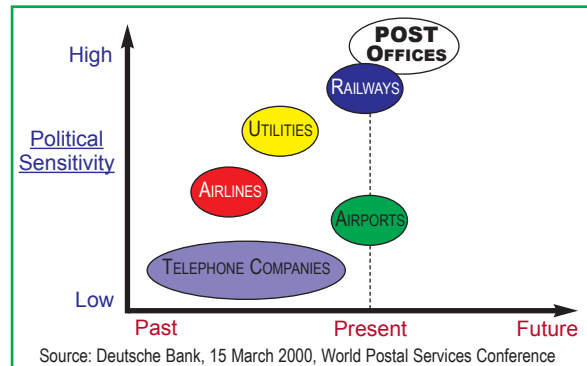 POST
OFFICES
High
RAILWAYS
UTILITIES
Political
Sensitivity
AIRLINES
AIRPORTS
TELEPHONE COMPANIES
Low
Past Present Future
Source: Deutsche Bank, 15 March 2000, World Postal Services Conference